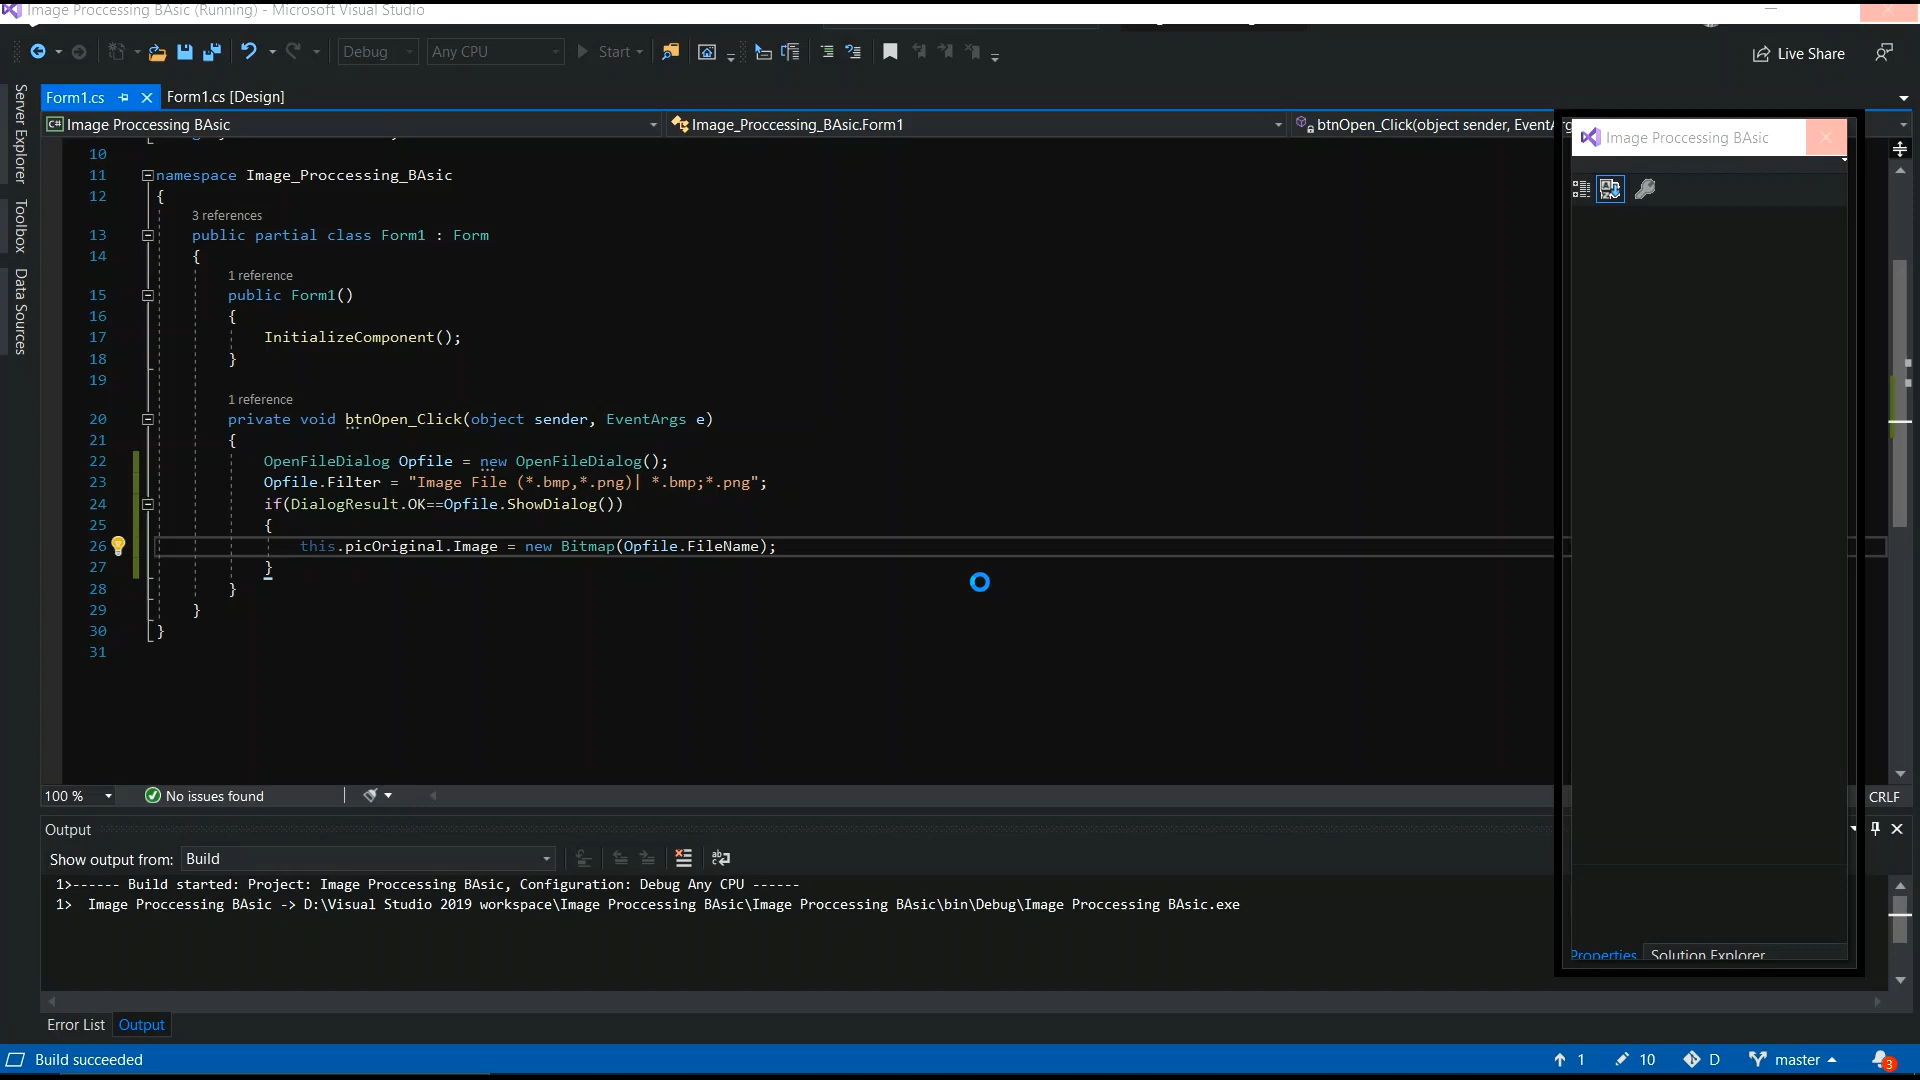 Image Proccessing BAsic (Running) - Microsoft Visual Studio
Debug Any CPU Start Live Share
Form1.cs Form1.cs [Design]
C# Image Proccessing BAsic Image_Proccessing_BAsic.Form1 btnOpen_Click(object sender, EventArg
Server Explorer
Toolbox
Data Sources
10
11 namespace Image_Proccessing_BAsic
12 {
3 references
13 public partial class Form1 : Form
14 {
1 reference
15 public Form1()
16 {
17 InitializeComponent();
18 }
19
1 reference
20 private void btnOpen_Click(object sender, EventArgs e)
21 {
22 OpenFileDialog Opfile = new OpenFileDialog();
23 Opfile.Filter = "Image File (*.bmp,*.png)| *.bmp;*.png";
24 if(DialogResult.OK==Opfile.ShowDialog())
25 {
26 this.picOriginal.Image = new Bitmap(Opfile.FileName);
27 }
28 }
29 }
30 }
31
Image Proccessing BAsic
Properties Solution Explorer
100 % No issues found CRLF
Output
Show output from: Build
1>------ Build started: Project: Image Proccessing BAsic, Configuration: Debug Any CPU ------
1> Image Proccessing BAsic -> D:\Visual Studio 2019 workspace\Image Proccessing BAsic\Image Proccessing BAsic\bin\Debug\Image Proccessing BAsic.exe
Error List Output
Build succeeded 1 10 D master 3